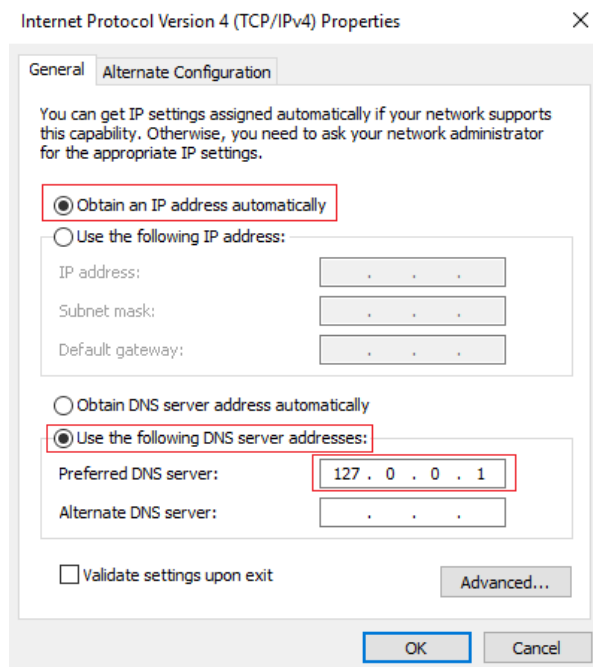 Internet Protocol Version 4 (TCP/IPv4) Properties
General
Alternate Configuration
You can get IP settings assigned automatically if your network supports
this capability. Otherwise, you need to ask your network administrator
for the appropriate IP settings.
Obtain an IP address automatically
Use the following IP address:
IP address:
. . .
Subnet mask:
. . .
Default gateway:
. . .
Obtain DNS server address automatically
Use the following DNS server addresses:
Preferred DNS server:
127 . 0 . 0 . 1
Alternate DNS server:
. . .
Validate settings upon exit
Advanced...
OK
Cancel